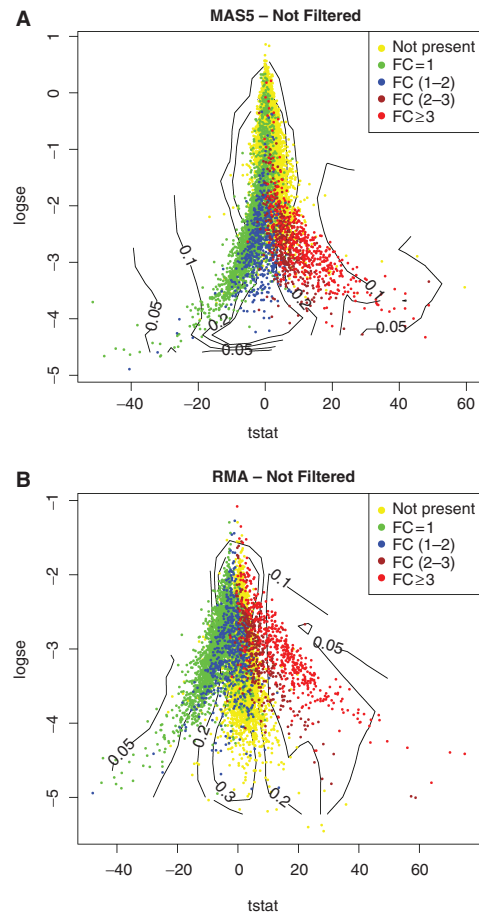 A
MAS5 – Not Filtered
Not present
FC=1
FC (1–2)
FC (2–3)
FC≥3
logse
1
0
−1
−2
−3
−4
−5
0.1
0.05
0.2
0.05
0.2
0.1
0.05
−40
−20
0
20
40
60
tstat
B
RMA – Not Filtered
Not present
FC=1
FC (1–2)
FC (2–3)
FC≥3
logse
−1
−2
−3
−4
−5
0.1
0.05
0.05
0.2
0.3
0.2
−40
−20
0
20
40
60
tstat